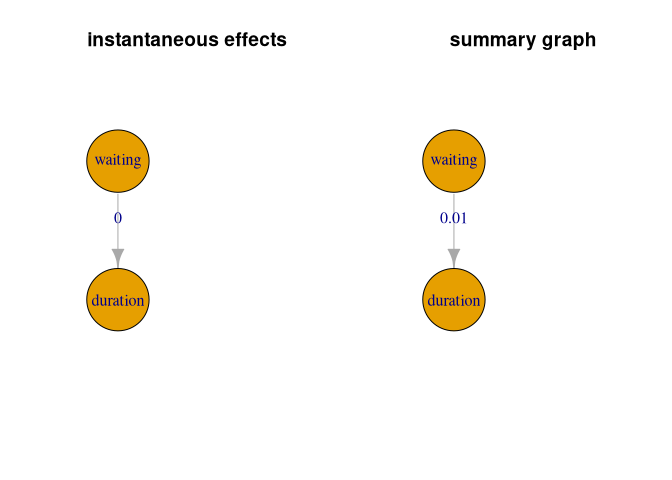 instantaneous effects
summary graph
waiting
waiting
0
0.01
duration
duration